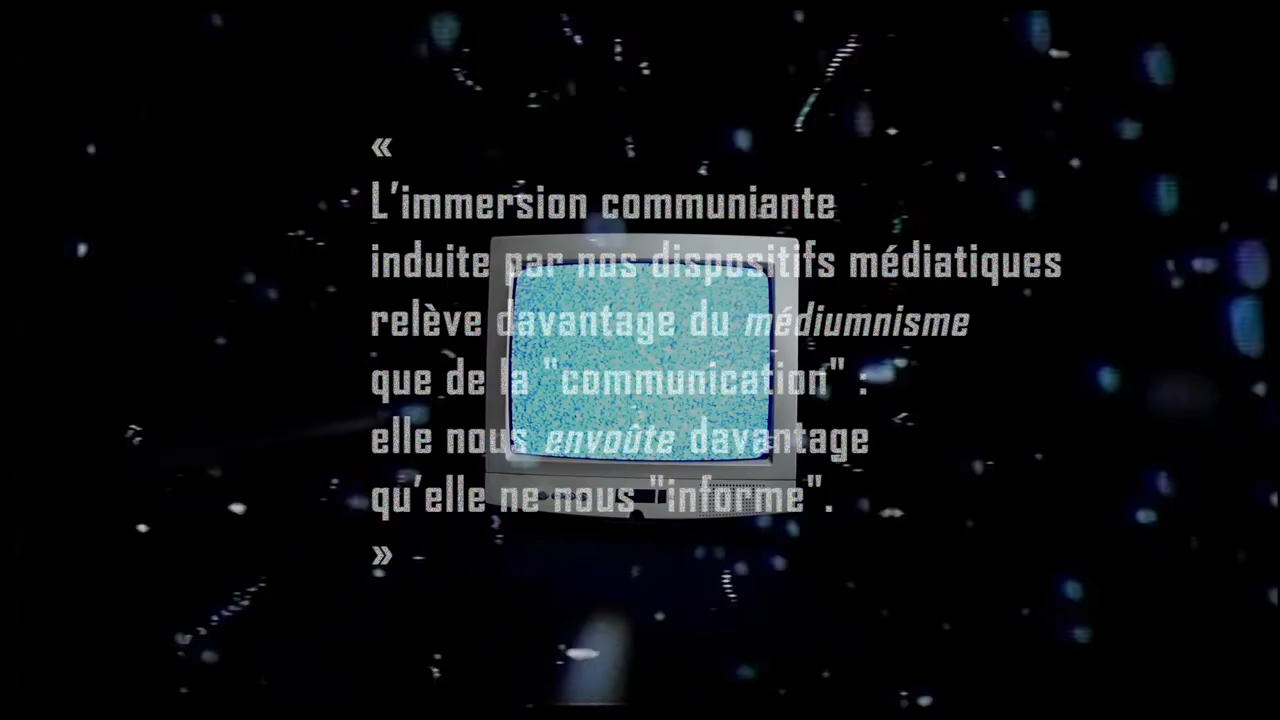 «
L'immersion communiante
induite par nos dispositifs médiatiques
relève davantage du médiumnisme
que de la "communication" :
elle nous envoûte davantage
qu'elle ne nous "informe".
»